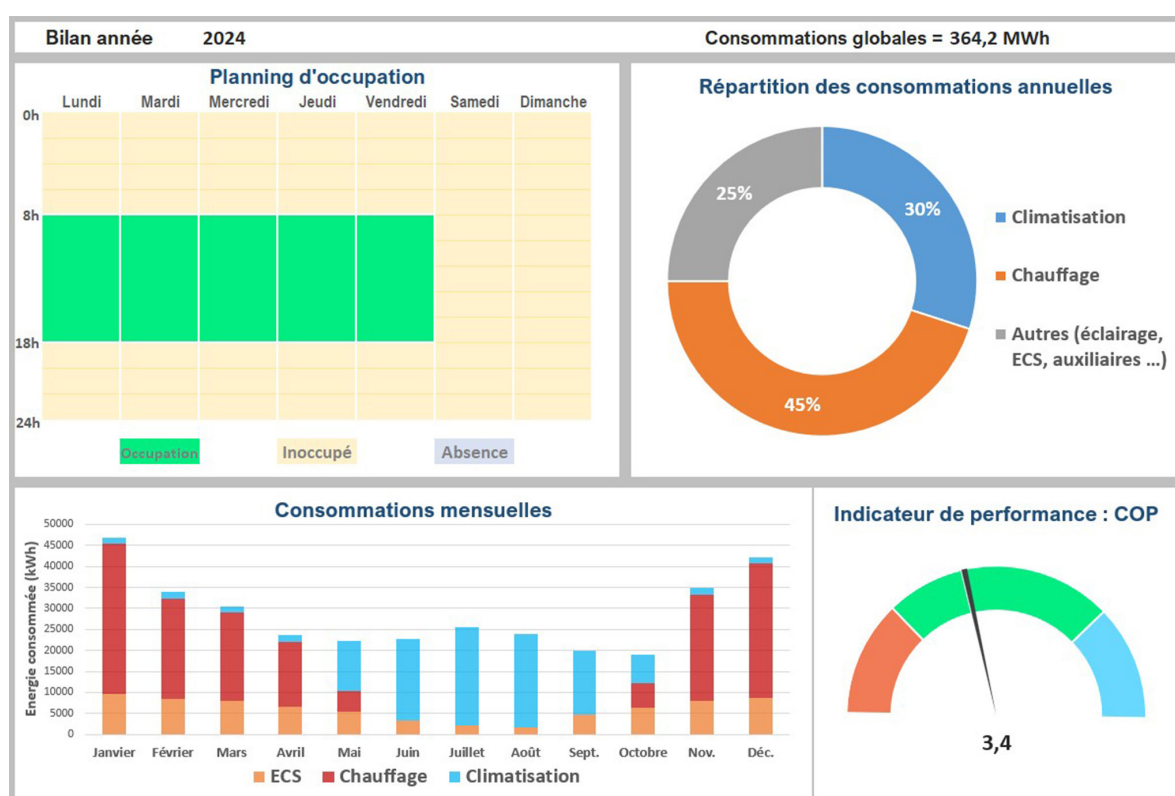 Bilan année 2024
Consommations globales = 364,2 MWh
Planning d'occupation
Lundi Mardi Mercredi Jeudi Vendredi Samedi Dimanche
0h
8h
18h
24h
Occupation Inoccupé Absence
Répartition des consommations annuelles
25%
30%
45%
Climatisation
Chauffage
Autres (éclairage,
ECS, auxiliaires ...)
Consommations mensuelles
Energie consommée (kWh)
50000
45000
40000
35000
30000
25000
20000
15000
10000
5000
0
Janvier Février Mars Avril Mai Juin Juillet Août Sept. Octobre Nov. Déc.
ECS Chauffage Climatisation
Indicateur de performance : COP
3,4